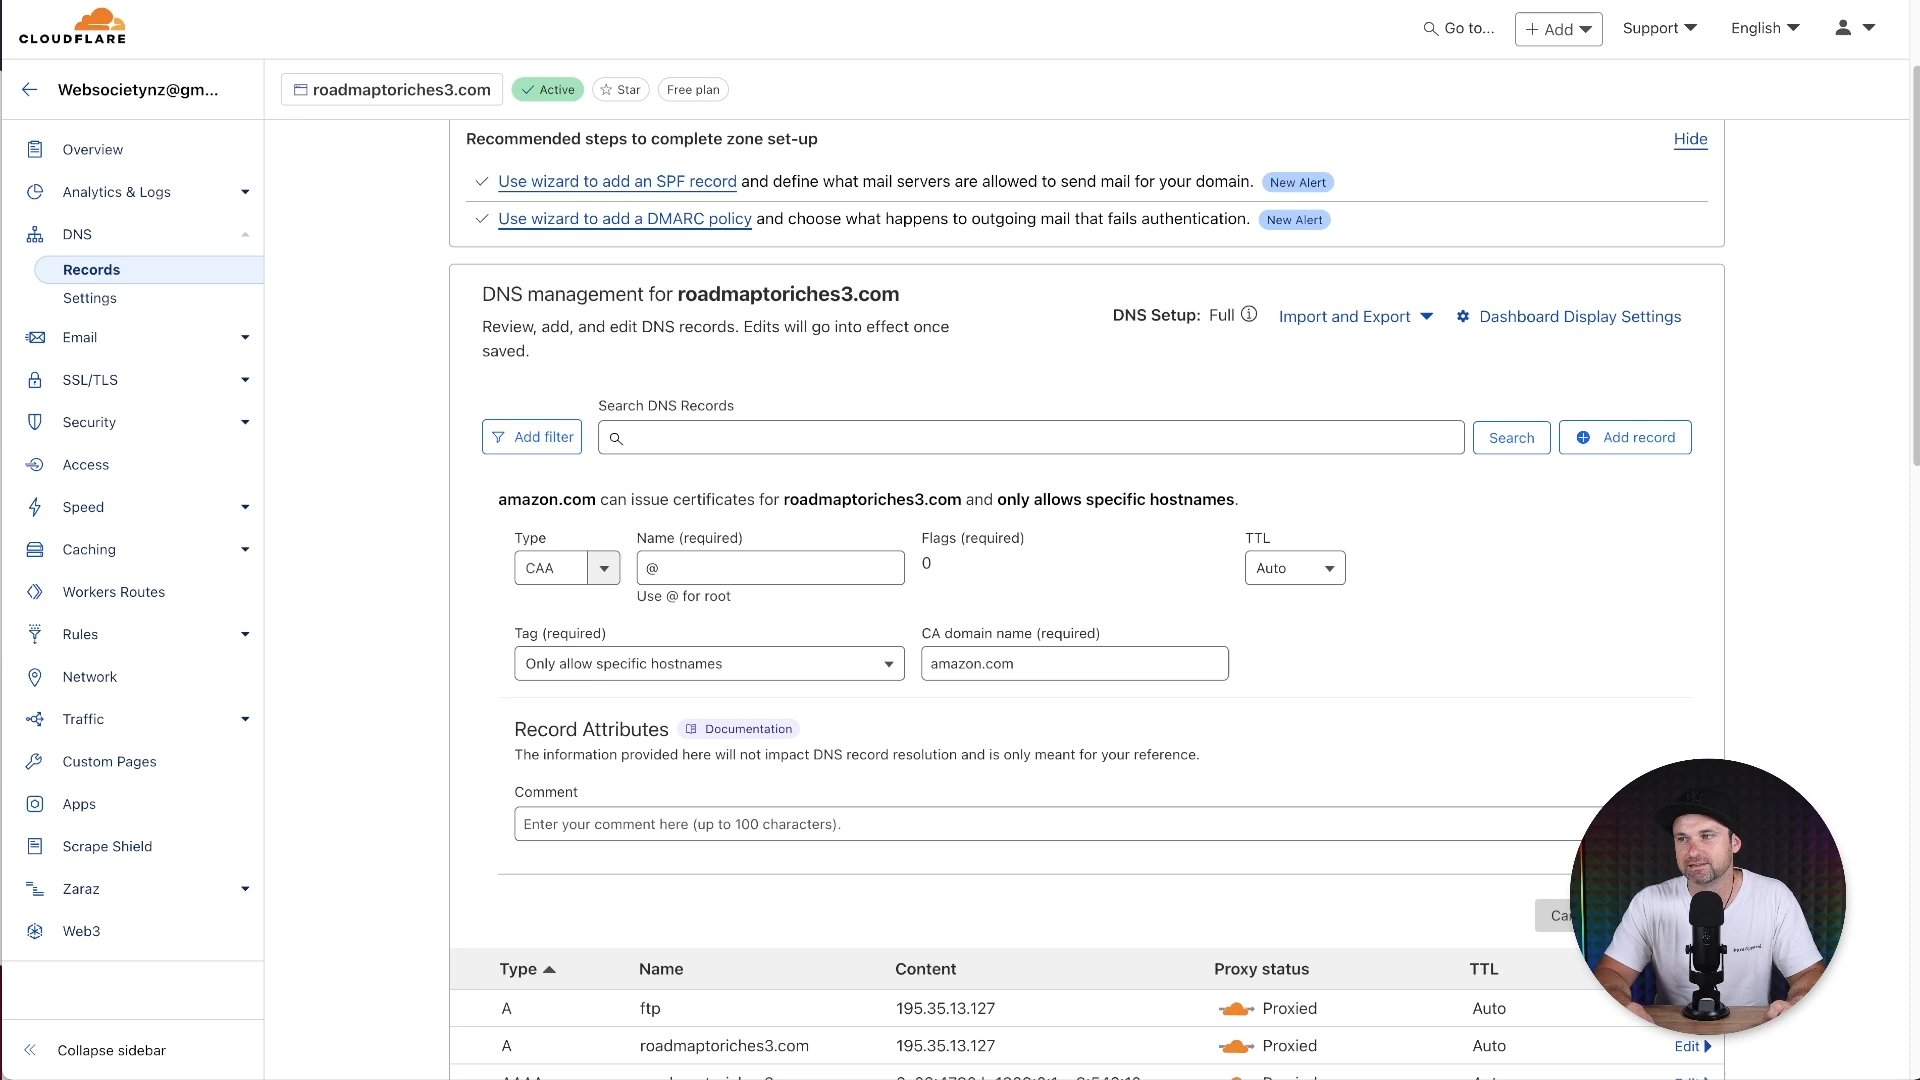 CLOUDFLARE
Go to...
Add
Support
English
Websocietynz@gm...
roadmaptoriches3.com
Active
Star
Free plan
Overview
Analytics & Logs
DNS
Records
Settings
Email
SSL/TLS
Security
Access
Speed
Caching
Workers Routes
Rules
Network
Traffic
Custom Pages
Apps
Scrape Shield
Zaraz
Web3
Collapse sidebar
Recommended steps to complete zone set-up
Hide
Use wizard to add an SPF record and define what mail servers are allowed to send mail for your domain. New Alert
Use wizard to add a DMARC policy and choose what happens to outgoing mail that fails authentication. New Alert
DNS management for roadmaptoriches3.com
Review, add, and edit DNS records. Edits will go into effect once
saved.
DNS Setup: Full
Import and Export
Dashboard Display Settings
Search DNS Records
Add filter
Search
Add record
amazon.com can issue certificates for roadmaptoriches3.com and only allows specific hostnames.
Type
Name (required)
Flags (required)
TTL
CAA
@
0
Auto
Use @ for root
Tag (required)
CA domain name (required)
Only allow specific hostnames
amazon.com
Record Attributes
Documentation
The information provided here will not impact DNS record resolution and is only meant for your reference.
Comment
Enter your comment here (up to 100 characters).
Type Name Content Proxy status TTL
A ftp 195.35.13.127 Proxied Auto
A roadmaptoriches3.com 195.35.13.127 Proxied Auto Edit